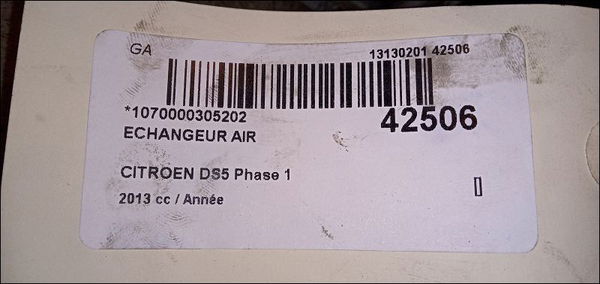 GA 13130201 42506
*1070000305202 42506
ECHANGEUR AIR
CITROEN DS5 Phase 1
2013 cc / Année